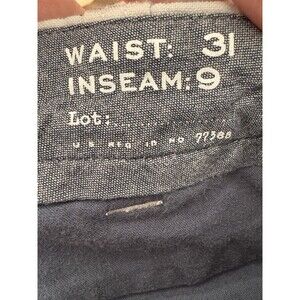 WAIST: 31
INSEAM: 9
Lot:..............
U.S. REG. ID NO 77388